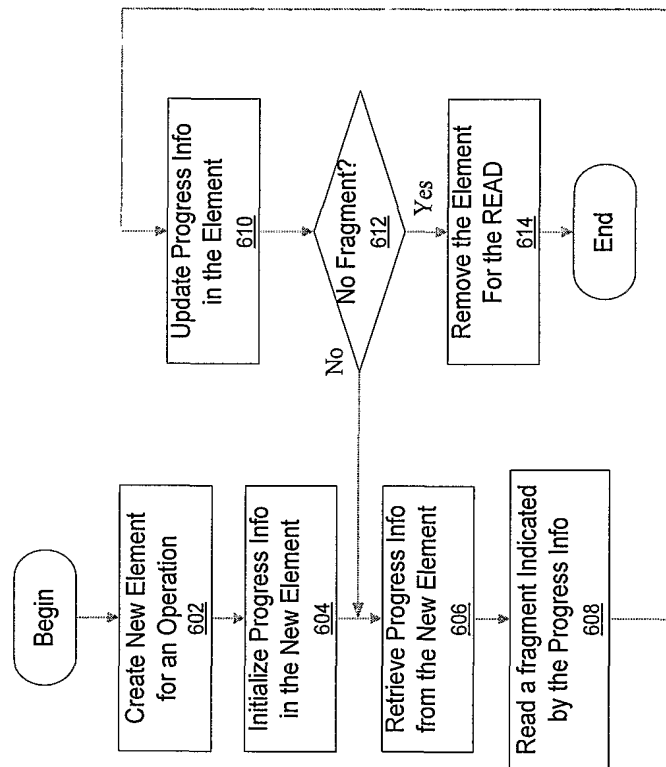 Begin
Create New Element
for an Operation
602
Initialize Progress Info
in the New Element
604
Retrieve Progress Info
from the New Element
606
Read a fragment Indicated
by the Progress Info
608
Update Progress Info
in the Element
610
No Fragment?
612
No
Yes
Remove the Element
For the READ
614
End